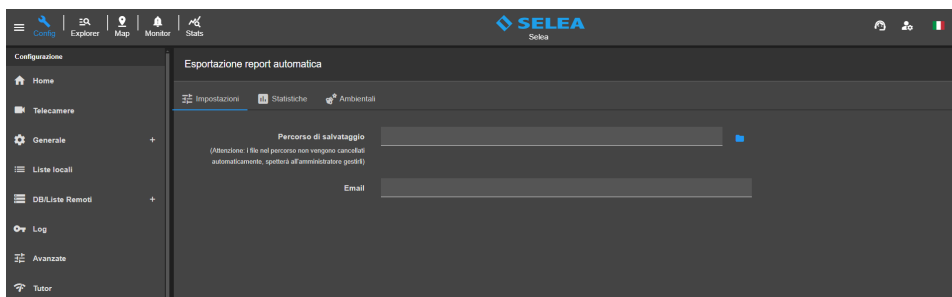 Config
Explorer
Map
Monitor
Stats
SELEA
Selea
Configurazione
Home
Telecamere
Generale +
Liste locali
DB/Liste Remoti +
Log
Avanzate
Tutor
Esportazione report automatica
Impostazioni
Statistiche
Ambientali
Percorso di salvataggio
(Attenzione: i file nel percorso non vengono cancellati
automaticamente, spetterà all'amministratore gestirli)
Email